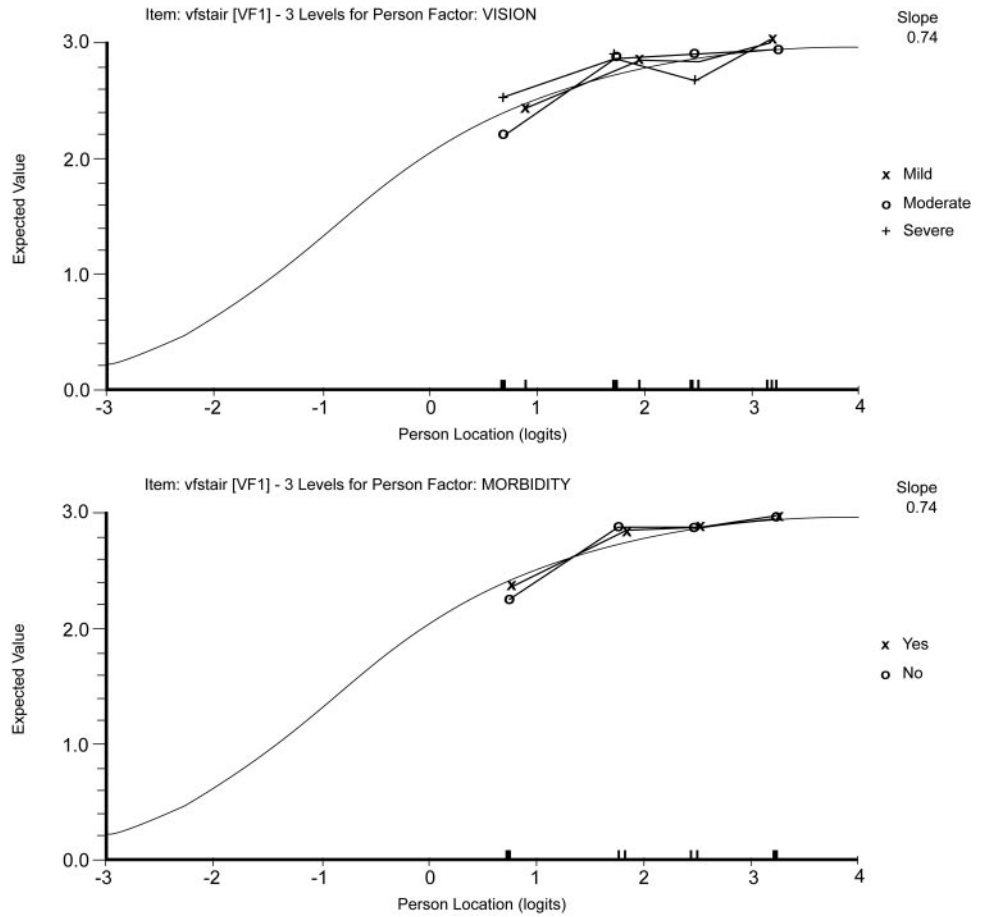 Item: vfstair [VF1] - 3 Levels for Person Factor: VISION
Slope
0.74
3.0
2.0
1.0
0.0
Expected Value
x Mild
o Moderate
+ Severe
-3 -2 -1 0 1 2 3 4
Person Location (logits)
Item: vfstair [VF1] - 3 Levels for Person Factor: MORBIDITY
Slope
0.74
3.0
2.0
1.0
0.0
Expected Value
x Yes
o No
-3 -2 -1 0 1 2 3 4
Person Location (logits)